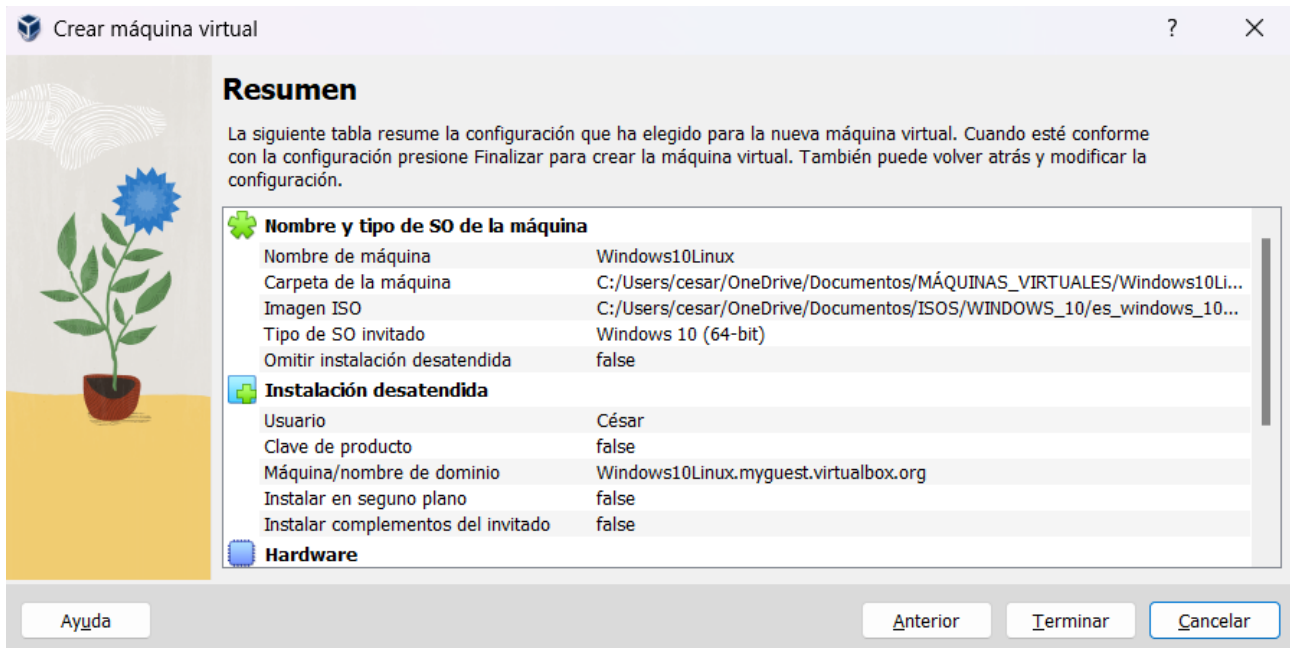 Crear máquina virtual ?
Resumen
La siguiente tabla resume la configuración que ha elegido para la nueva máquina virtual. Cuando esté conforme
con la configuración presione Finalizar para crear la máquina virtual. También puede volver atrás y modificar la
configuración.
Nombre y tipo de SO de la máquina
Nombre de máquina Windows10Linux
Carpeta de la máquina C:/Users/cesar/OneDrive/Documentos/MÁQUINAS_VIRTUALES/Windows10Li...
Imagen ISO C:/Users/cesar/OneDrive/Documentos/ISOS/WINDOWS_10/es_windows_10...
Tipo de SO invitado Windows 10 (64-bit)
Omitir instalación desatendida false
Instalación desatendida
Usuario César
Clave de producto false
Máquina/nombre de dominio Windows10Linux.myguest.virtualbox.org
Instalar en seguno plano false
Instalar complementos del invitado false
Hardware
Ayuda Anterior Terminar Cancelar